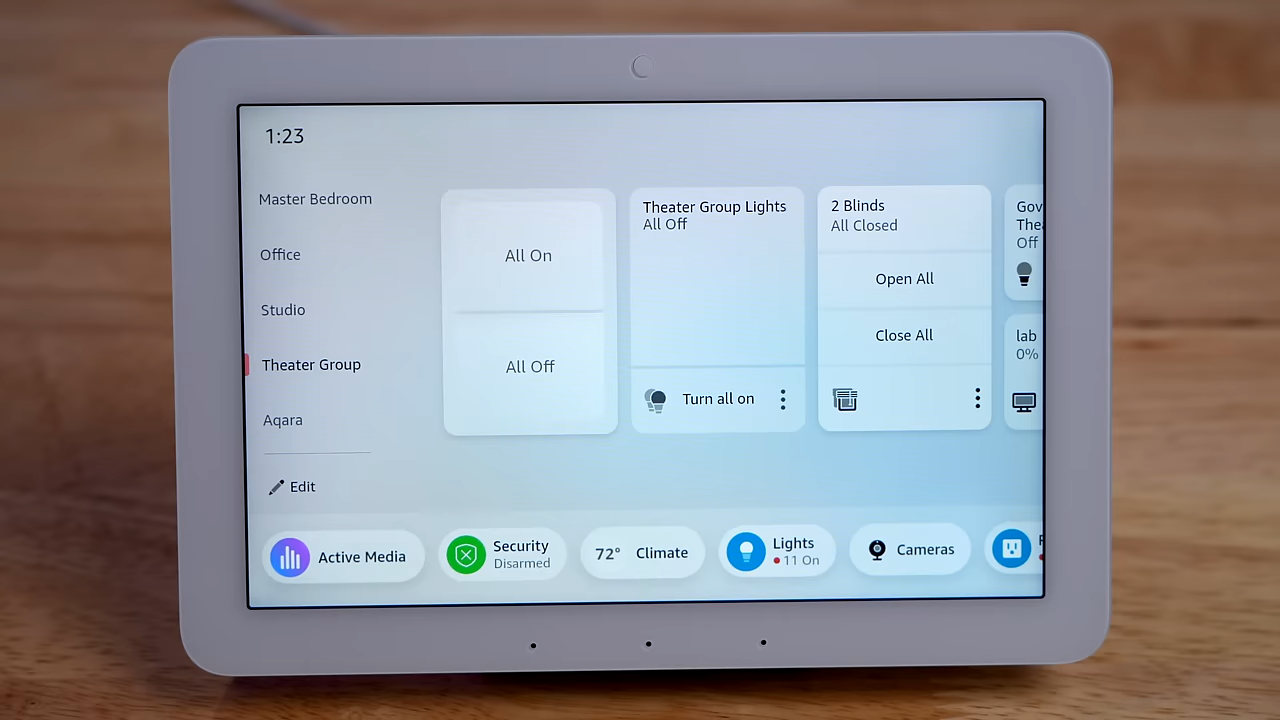 1:23
Master Bedroom
Office
Studio
Theater Group
Aqara
Edit
All On
All Off
Theater Group Lights
All Off
Turn all on
2 Blinds
All Closed
Open All
Close All
Gov
The
Off
lab
0%
Active Media
Security
Disarmed
72°
Climate
Lights
11 On
Cameras